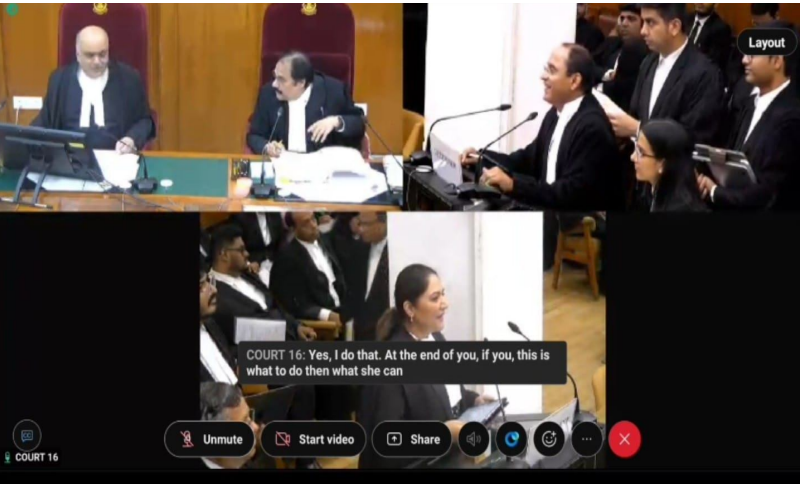 Layout
COURT 16: Yes, I do that. At the end of you, if you, this is
what to do then what she can
Unmute
Start video
Share
COURT 16